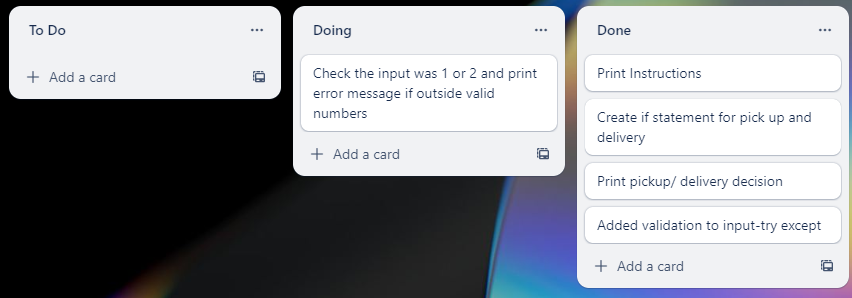 To Do
Add a card
Doing
Check the input was 1 or 2 and print
error message if outside valid
numbers
Add a card
Done
Print Instructions
Create if statement for pick up and
delivery
Print pickup/ delivery decision
Added validation to input-try except
Add a card